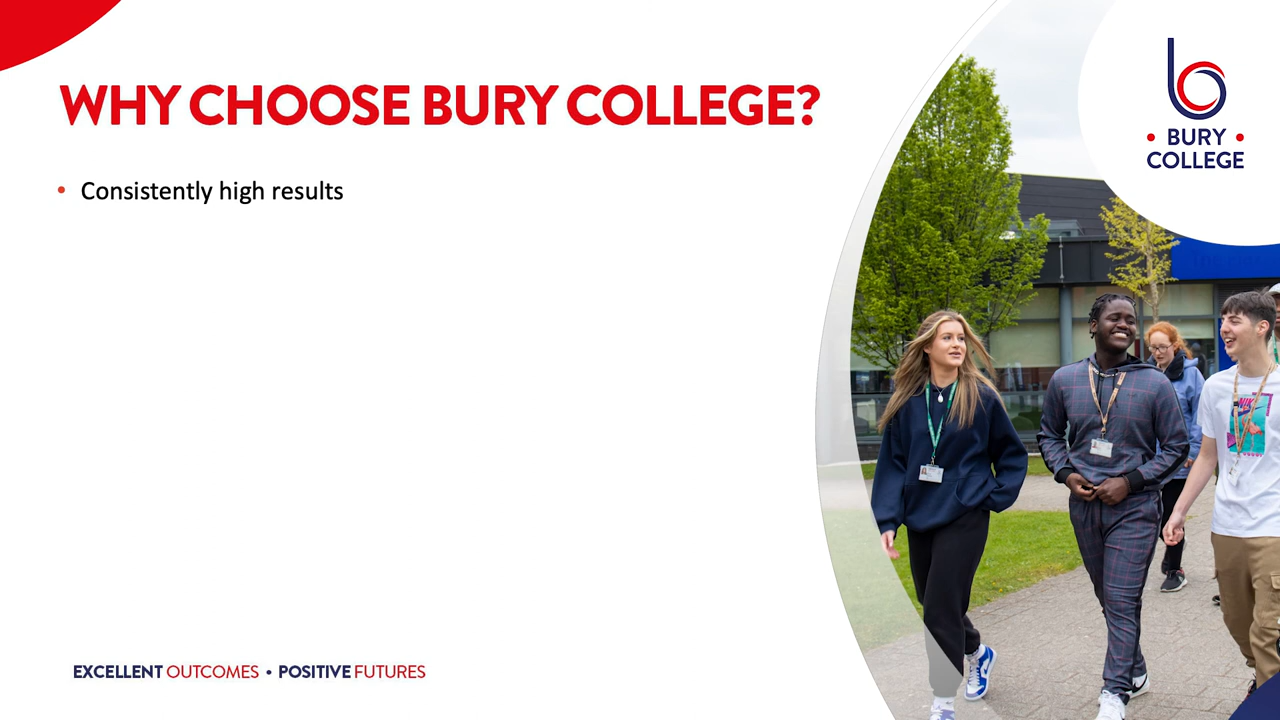 WHY CHOOSE BURY COLLEGE?
• Consistently high results
EXCELLENT OUTCOMES • POSITIVE FUTURES
• BURY •
COLLEGE